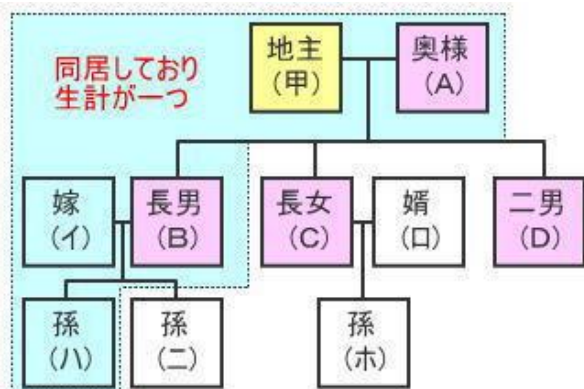 同居しており
生計が一つ
地主
(甲)
奥様
(A)
嫁
(イ)
長男
(B)
長女
(C)
婿
(ロ)
二男
(D)
孫
(ハ)
孫
(ニ)
孫
(ホ)